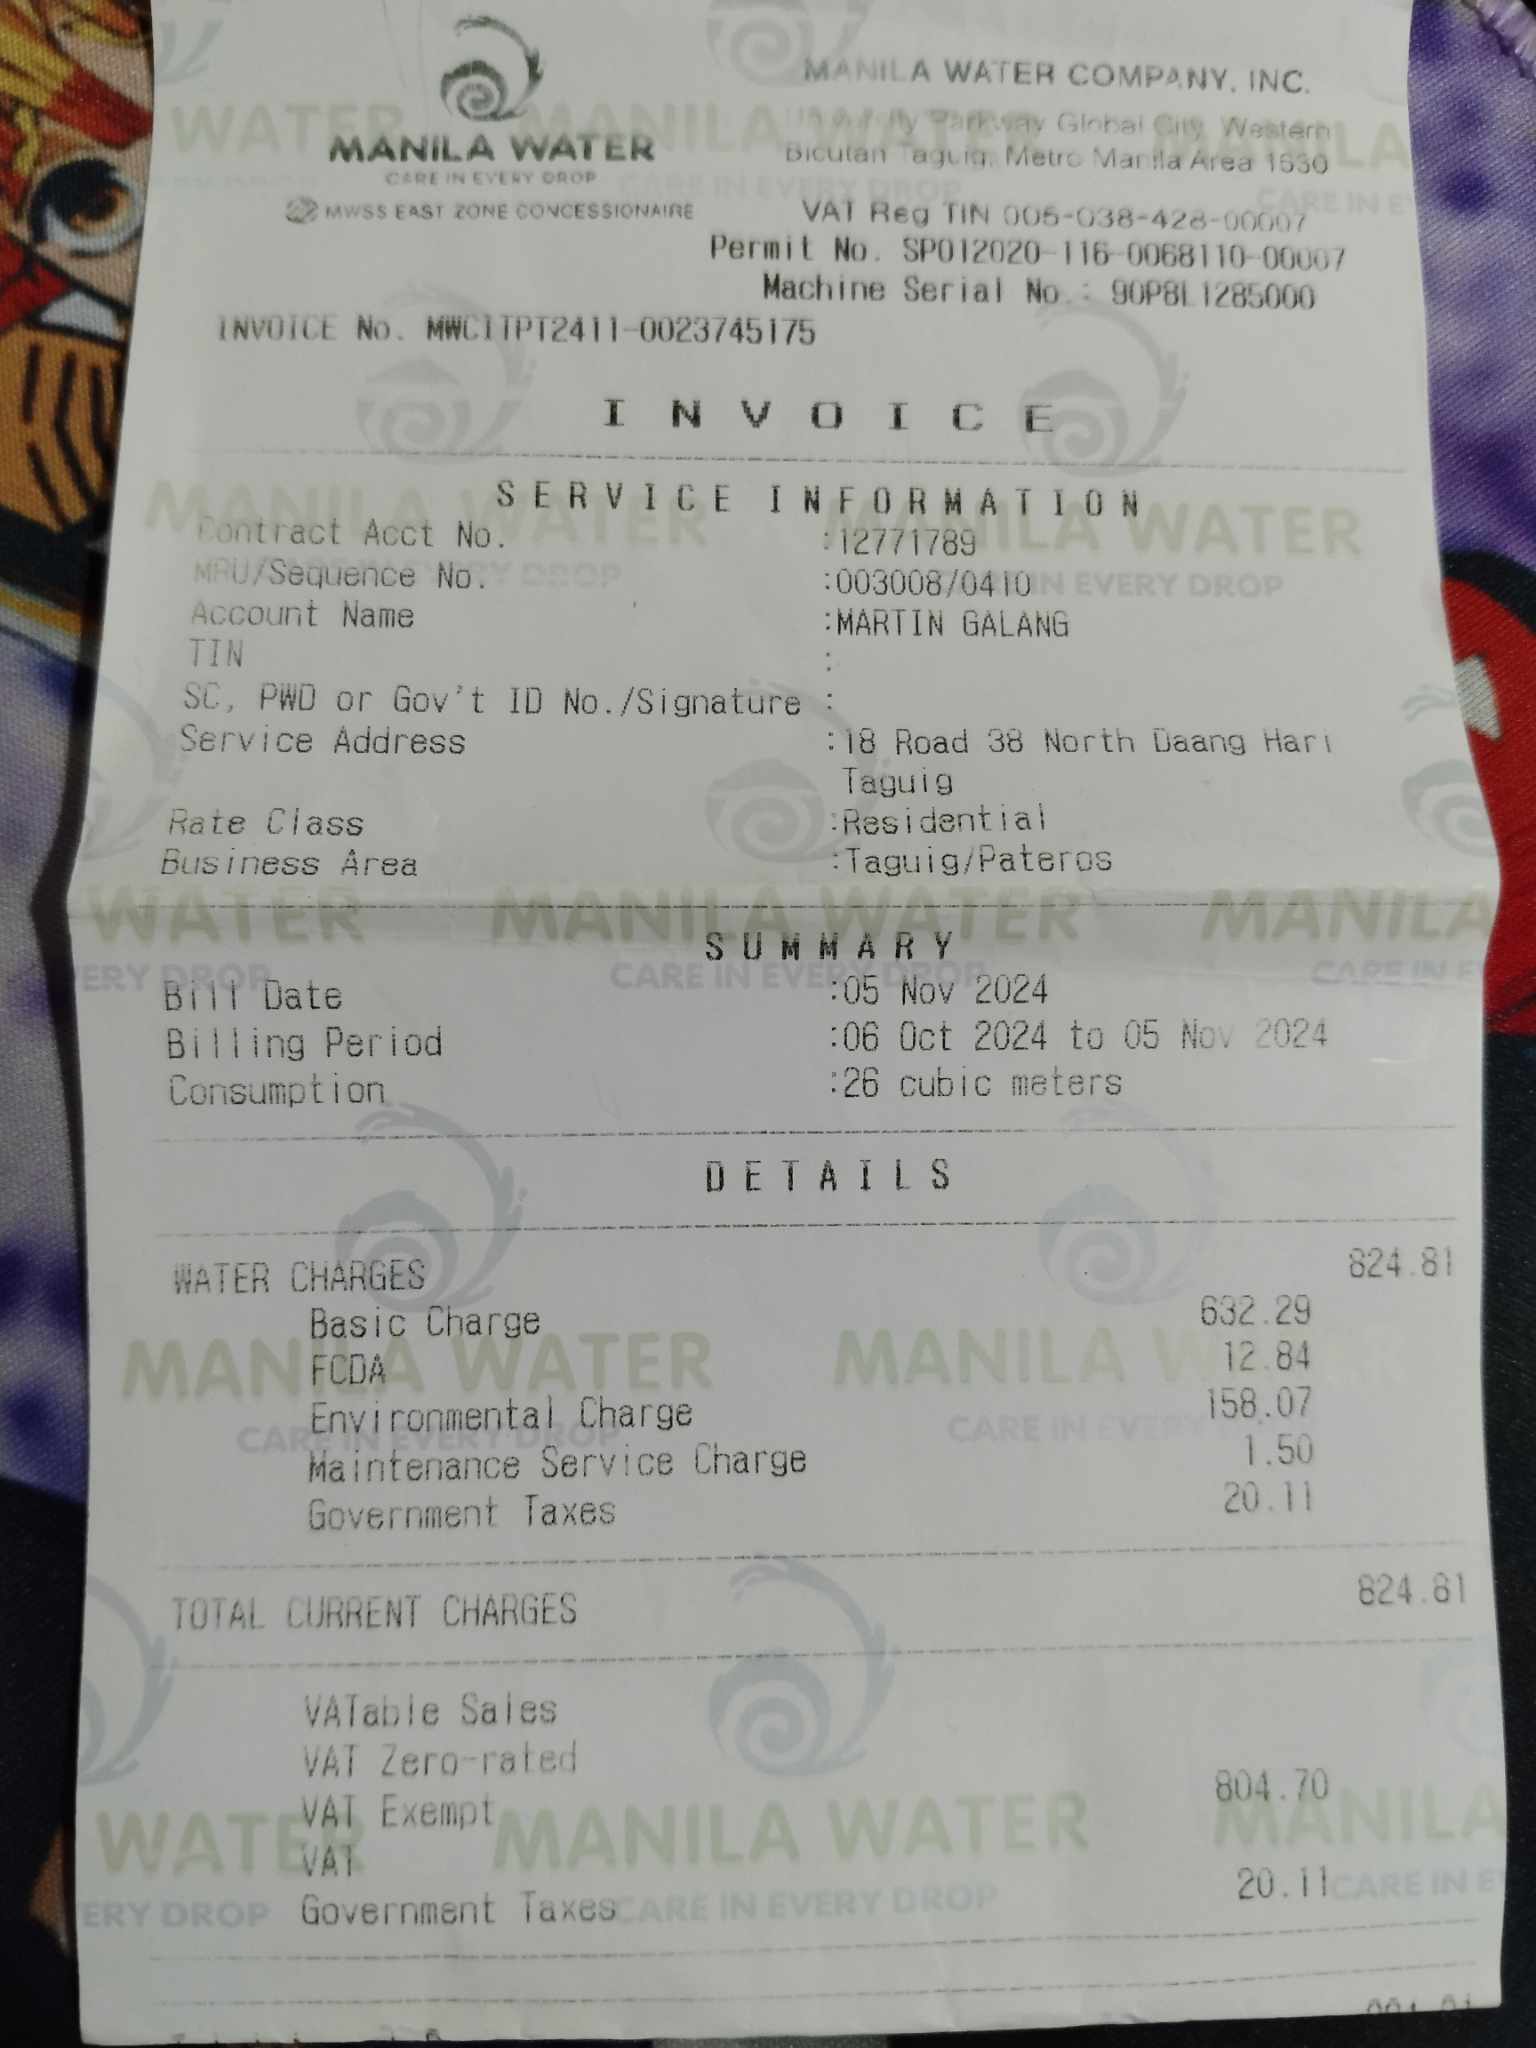 MANILA WATER
CARE IN EVERY DROP
MWSS EAST ZONE CONCESSIONAIRE
MANILA WATER COMPANY, INC.
Parkway Global City, Western
Bicutan Taguig, Metro Manila Area 1630
VAT Reg TIN 005-038-428-00007
Permit No. SP012020-116-0068110-00007
Machine Serial No.: 90P8L1285000
INVOICE No. MWC1TPT2411-0023745175
INVOICE
SERVICE INFORMATION
Contract Acct No. :12771789
MRU/Sequence No. :003008/0410
Account Name :MARTIN GALANG
TIN :
SC, PWD or Gov't ID No./Signature :
Service Address :18 Road 38 North Daang Hari
Taguig
Rate Class :Residential
Business Area :Taguig/Pateros
SUMMARY
Bill Date :05 Nov 2024
Billing Period :06 Oct 2024 to 05 Nov 2024
Consumption :26 cubic meters
DETAILS
WATER CHARGES 824.81
Basic Charge 632.29
FCDA 12.84
Environmental Charge 158.07
Maintenance Service Charge 1.50
Government Taxes 20.11
TOTAL CURRENT CHARGES 824.81
VATable Sales
VAT Zero-rated
VAT Exempt 804.70
VAT
Government Taxes 20.11